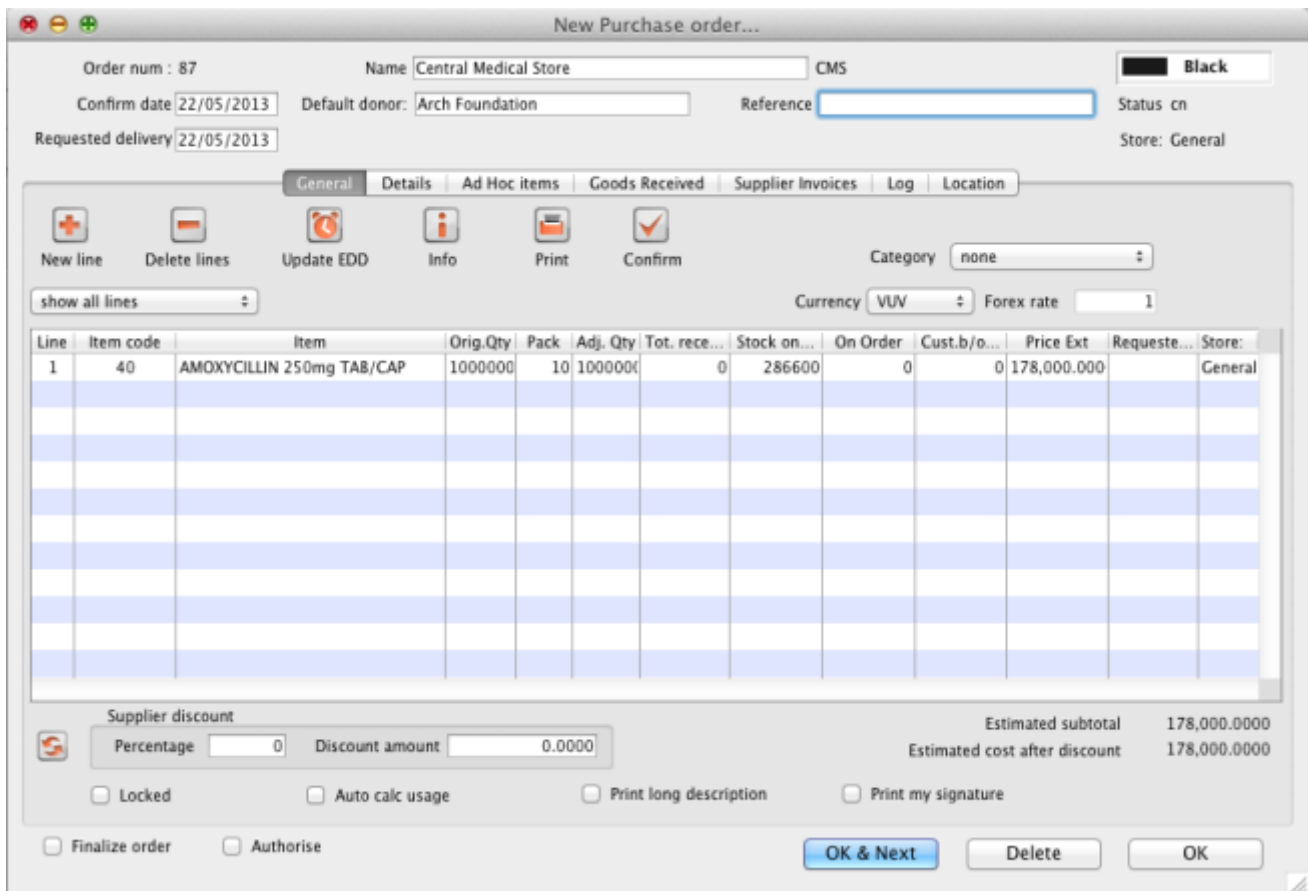 New Purchase order...
Order num : 87 Name Central Medical Store CMS Black
Confirm date 22/05/2013 Default donor: Arch Foundation Reference Status cn
Requested delivery 22/05/2013 Store: General
General Details Ad Hoc items Goods Received Supplier Invoices Log Location
New line Delete lines Update EDD Info Print Confirm Category none
show all lines Currency VUV Forex rate 1
Line Item code Item Orig.Qty Pack Adj. Qty Tot. rece... Stock on... On Order Cust.b/o... Price Ext Requeste... Store:
1 40 AMOXYCILLIN 250mg TAB/CAP 1000000 10 1000000 0 286600 0 0 178,000.000 General
Supplier discount
Percentage 0 Discount amount 0.0000
Estimated subtotal 178,000.0000
Estimated cost after discount 178,000.0000
Locked Auto calc usage Print long description Print my signature
Finalize order Authorise OK & Next Delete OK